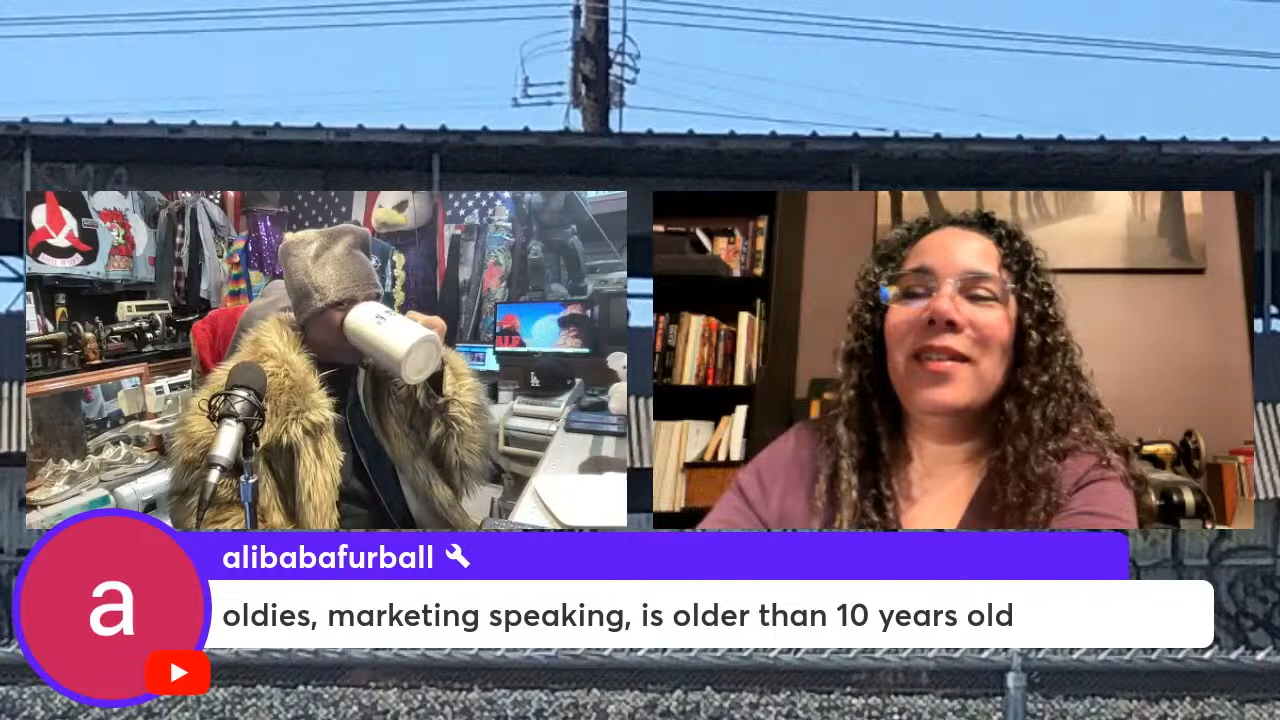 alibabafurball
a
oldies, marketing speaking, is older than 10 years old